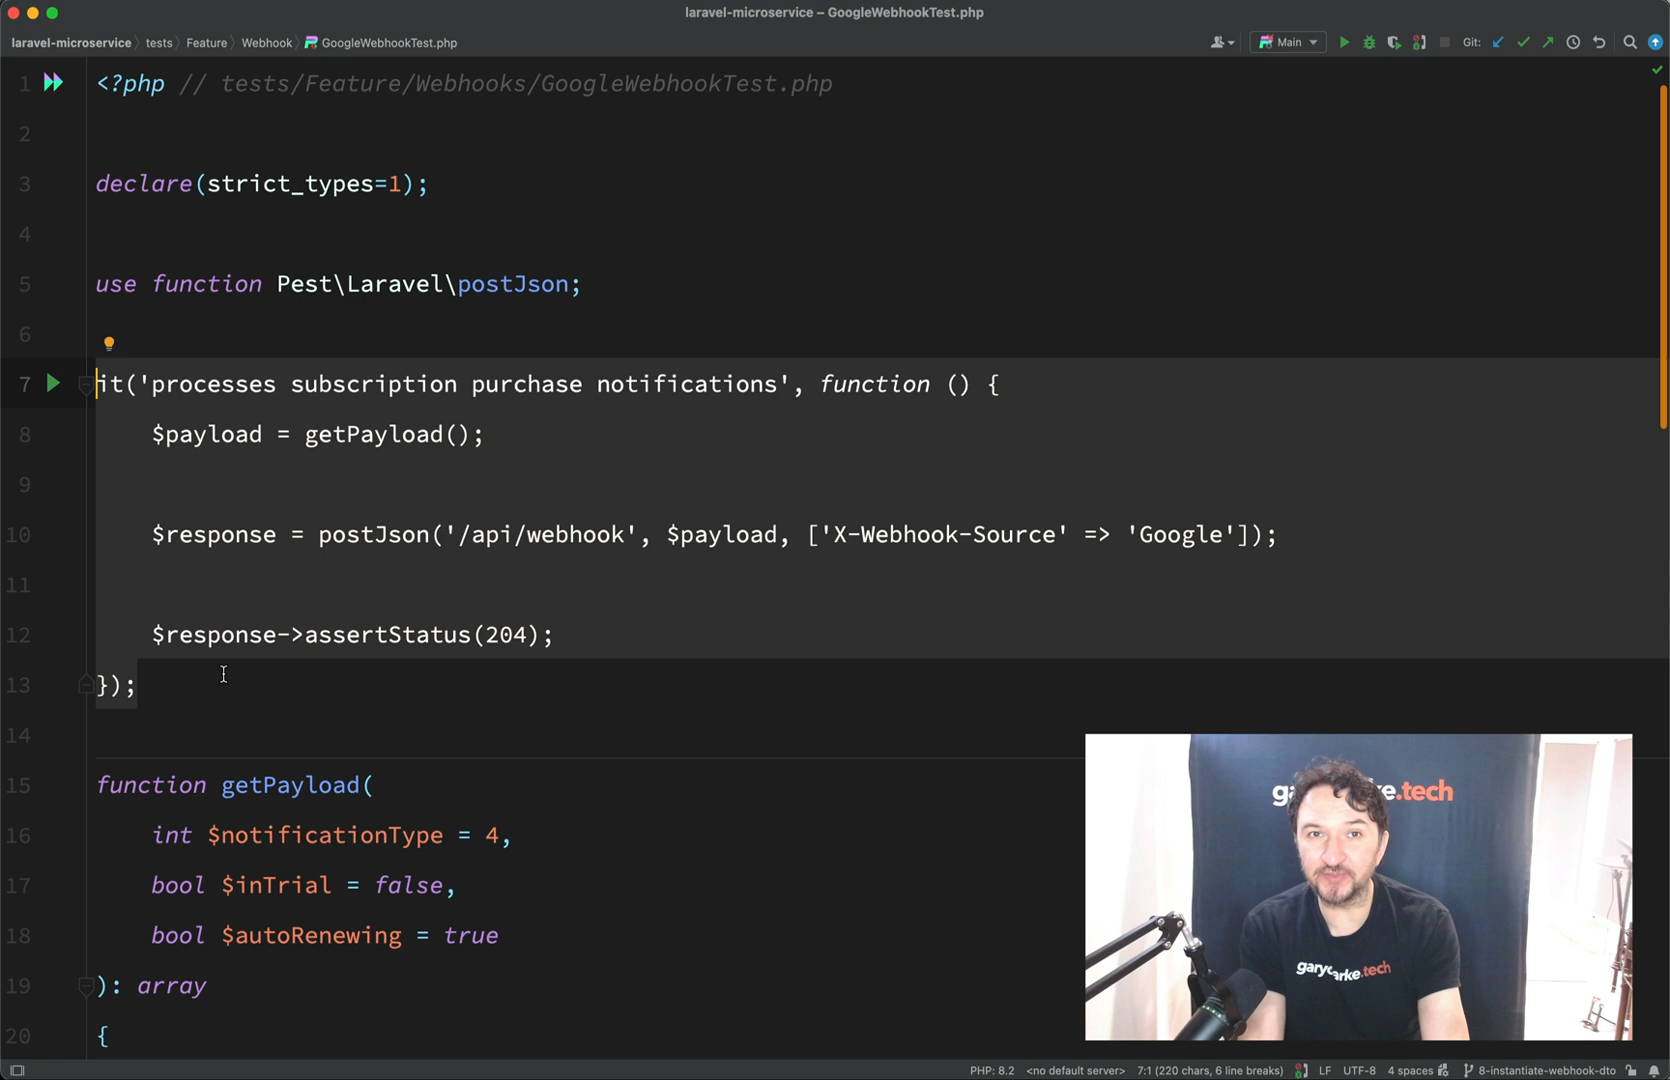 laravel-microservice – GoogleWebhookTest.php
laravel-microservice tests Feature Webhook GoogleWebhookTest.php
Main Git:
1 <?php // tests/Feature/Webhooks/GoogleWebhookTest.php
2
3 declare(strict_types=1);
4
5 use function Pest\Laravel\postJson;
6
7 it('processes subscription purchase notifications', function () {
8 $payload = getPayload();
9
10 $response = postJson('/api/webhook', $payload, ['X-Webhook-Source' => 'Google']);
11
12 $response->assertStatus(204);
13 });
14
15 function getPayload(
16 int $notificationType = 4,
17 bool $inTrial = false,
18 bool $autoRenewing = true
19 ): array
20 {
PHP: 8.2 <no default server> 7:1 (220 chars, 6 line breaks) LF UTF-8 4 spaces 8-instantiate-webhook-dto